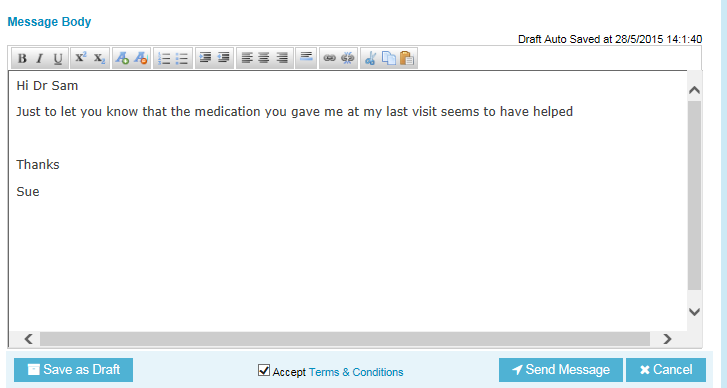 Message Body
Draft Auto Saved at 28/5/2015 14:1:40
B I U x² x₂
Hi Dr Sam
Just to let you know that the medication you gave me at my last visit seems to have helped
Thanks
Sue
Save as Draft
Accept Terms & Conditions
Send Message
Cancel